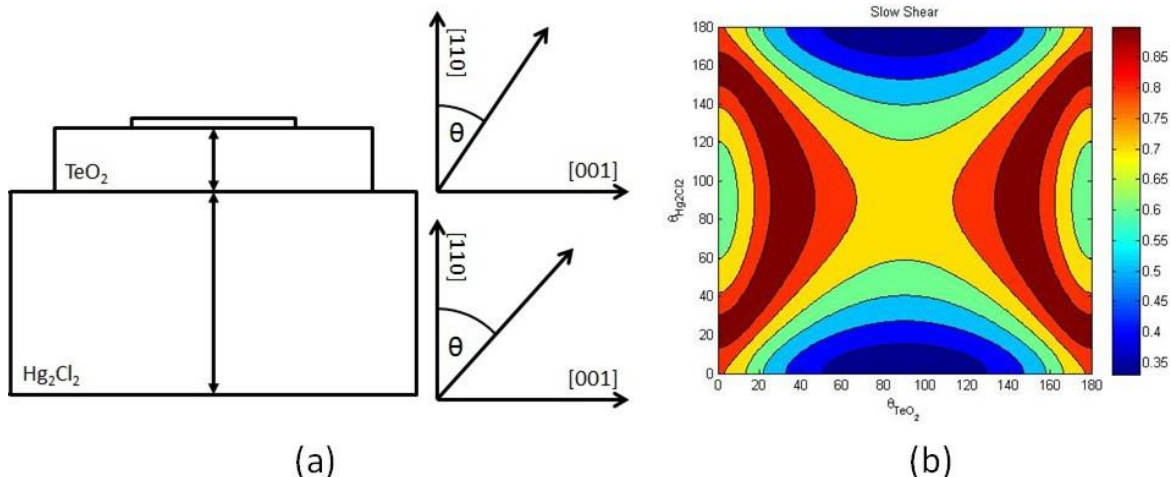 TeO₂
Hg₂Cl₂
[110]
θ
[001]
[110]
θ
[001]
(a)
Slow Shear
180
160
140
120
100
80
60
40
20
0
θHg2Cl2
0 20 40 60 80 100 120 140 160 180
θTeO₂
0.85
0.8
0.75
0.7
0.65
0.6
0.55
0.5
0.45
0.4
0.35
(b)